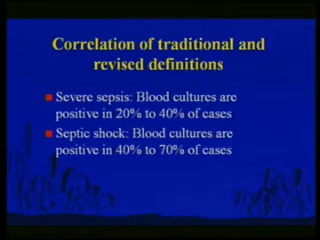 Correlation of traditional and
revised definitions
Severe sepsis: Blood cultures are
positive in 20% to 40% of cases
Septic shock: Blood cultures are
positive in 40% to 70% of cases